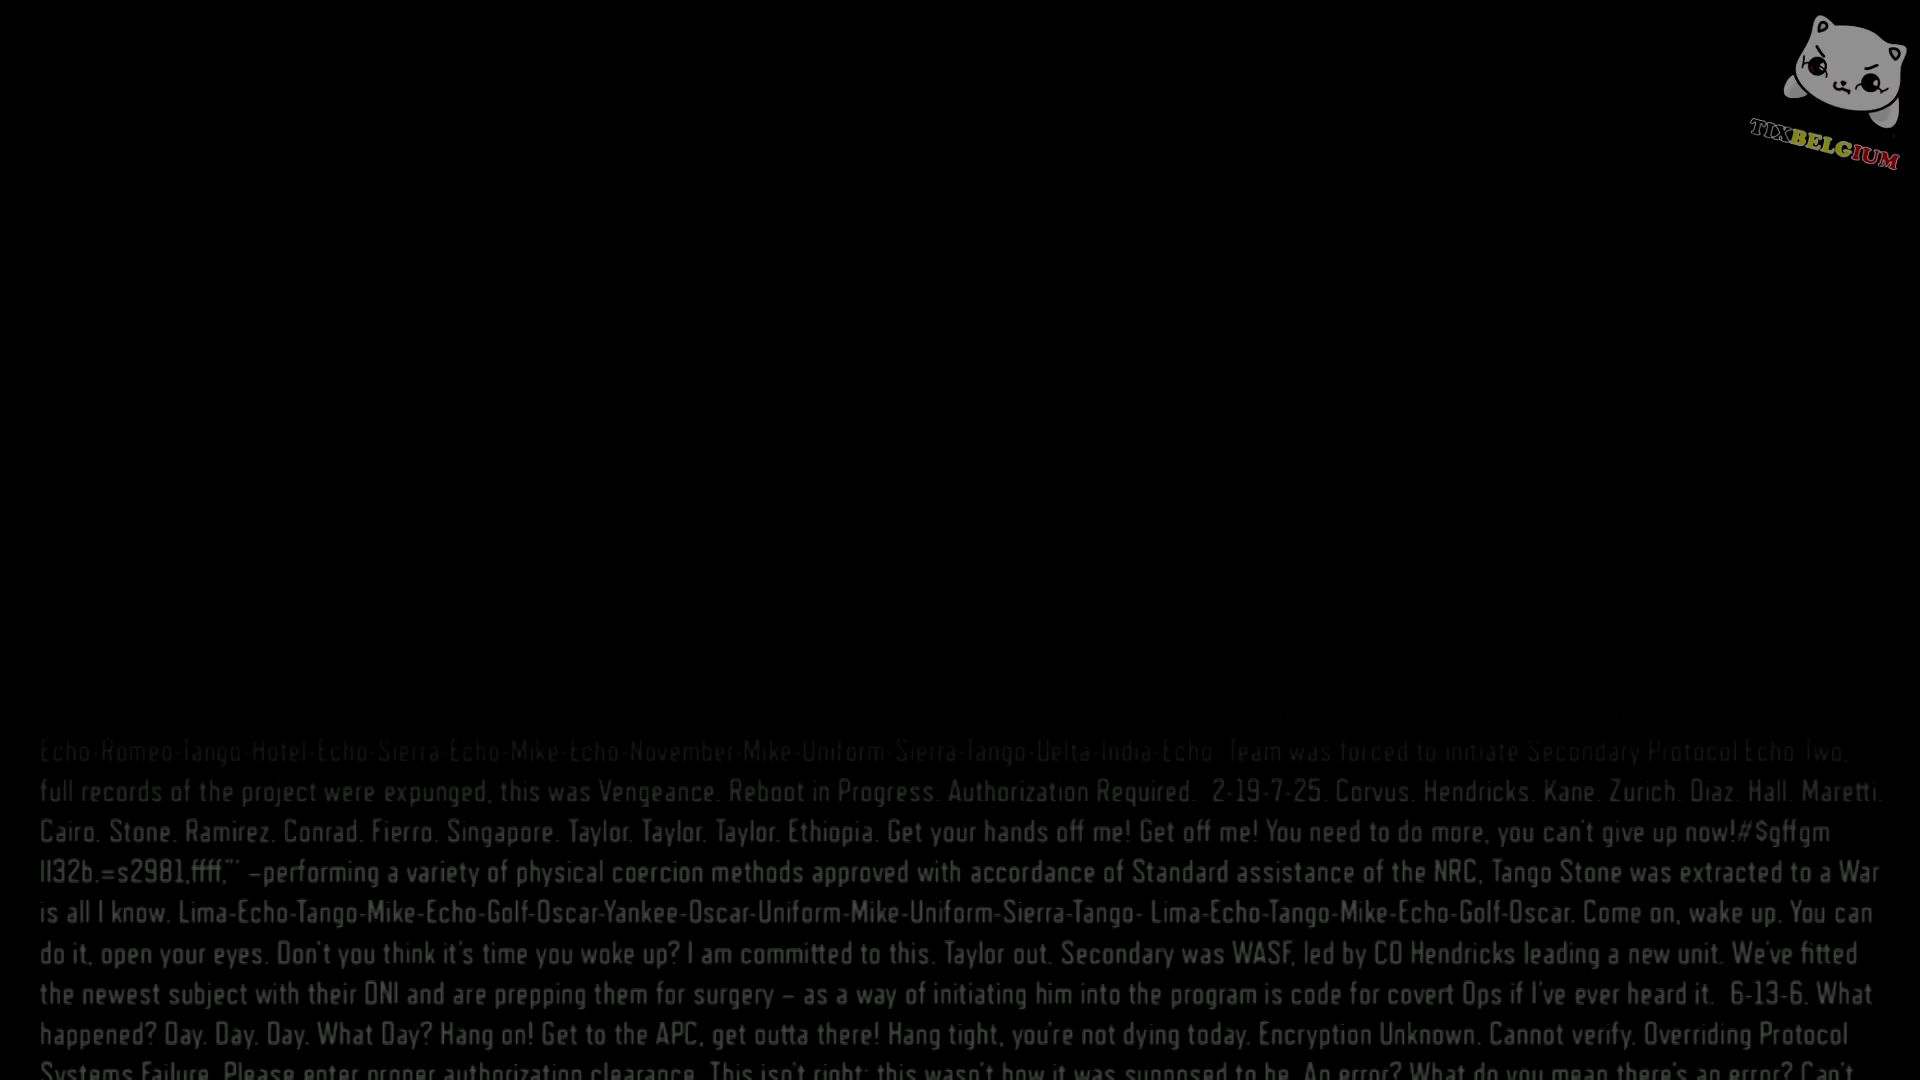 TIXBELGIUM
Echo-Romeo-Tango-Hotel-Echo-Sierra-Echo-Mike-Echo-November-Mike-Uniform-Sierra-Tango-Delta-India-Echo. Team was forced to initiate Secondary Protocol Echo Two,
full records of the project were expunged, this was Vengeance. Reboot in Progress. Authorization Required. 2-19-7-25. Corvus. Hendricks. Kane. Zurich. Diaz. Hall. Maretti.
Cairo. Stone. Ramirez. Conrad. Fierro. Singapore. Taylor. Taylor. Taylor. Ethiopia. Get your hands off me! Get off me! You need to do more, you can't give up now!#$gffgm
ll32b.=s2981,ffff,"' –performing a variety of physical coercion methods approved with accordance of Standard assistance of the NRC, Tango Stone was extracted to a War
is all I know. Lima-Echo-Tango-Mike-Echo-Golf-Oscar-Yankee-Oscar-Uniform-Mike-Uniform-Sierra-Tango- Lima-Echo-Tango-Mike-Echo-Golf-Oscar. Come on, wake up. You can
do it, open your eyes. Don't you think it's time you woke up? I am committed to this. Taylor out. Secondary was WASF, led by CO Hendricks leading a new unit. We've fitted
the newest subject with their DNI and are prepping them for surgery – as a way of initiating him into the program is code for covert Ops if I've ever heard it. 6-13-6. What
happened? Day. Day. Day. What Day? Hang on! Get to the APC, get outta there! Hang tight, you're not dying today. Encryption Unknown. Cannot verify. Overriding Protocol
Systems Failure. Please enter proper authorization clearance. This isn't right; this wasn't how it was supposed to be. An error? What do you mean there's an error? Can't